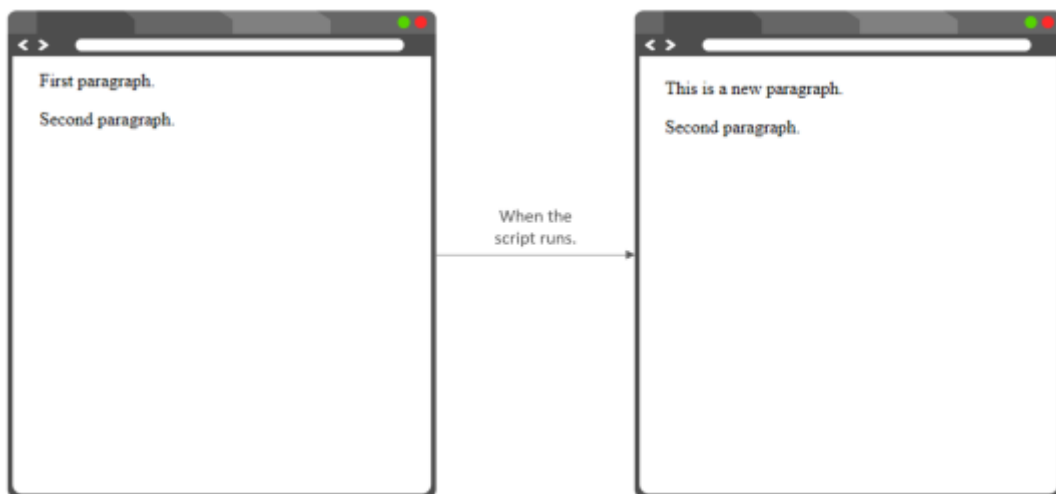 First paragraph.
Second paragraph.
When the
script runs.
This is a new paragraph.
Second paragraph.